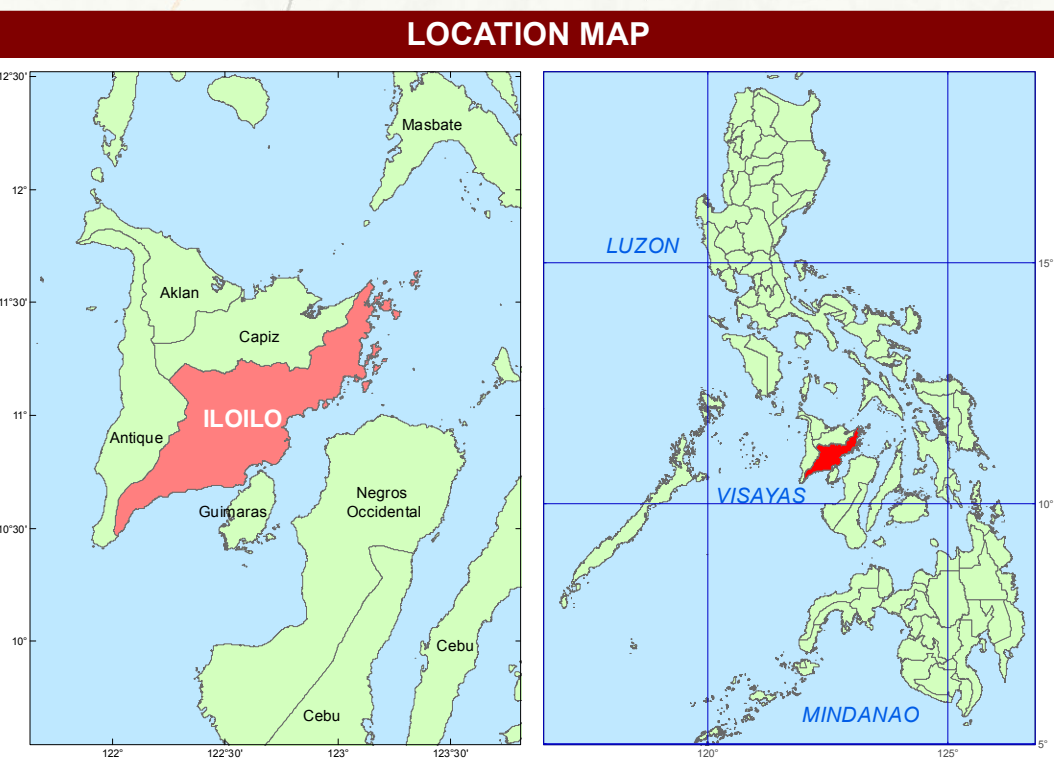 LOCATION MAP
12°30'
Masbate
12°
Aklan
11°30'
Capiz
11°
ILOILO
Antique
Negros
Occidental
Guimaras
10°30'
10°
Cebu
Cebu
122°
122°30'
123°
123°30'
LUZON
15°
VISAYAS
10°
MINDANAO
5°
120°
125°